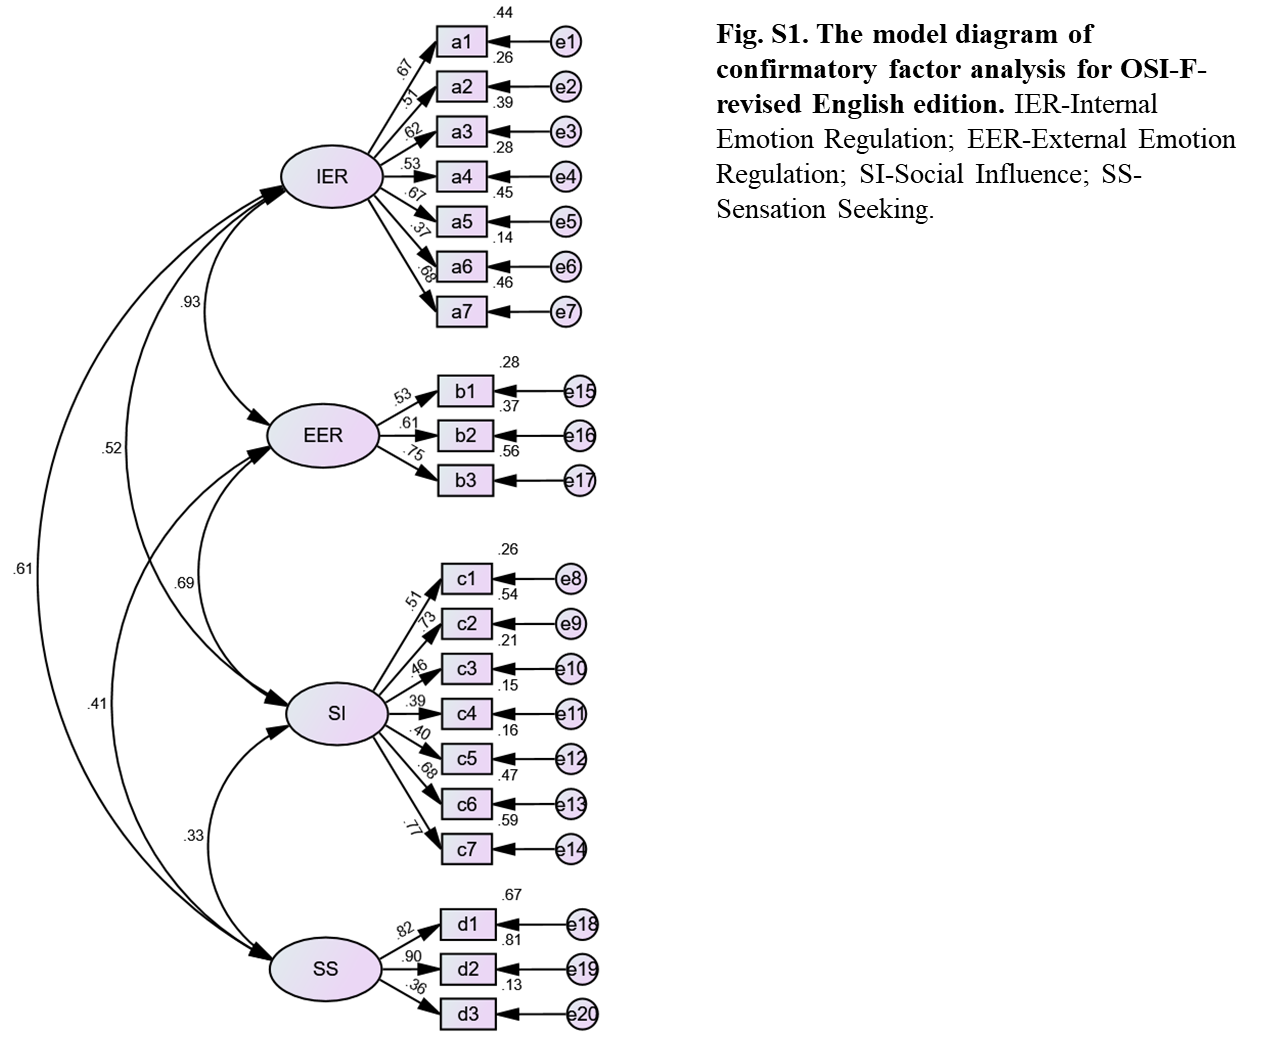 .44
a1
e1
.67
.26
a2
e2
.51
.39
a3
e3
.62
.28
IER
.53
a4
e4
.45
.67
a5
e5
.14
.37
a6
e6
.46
.68
a7
e7
.93
.28
.53
b1
e15
.37
EER
.61
b2
e16
.56
.75
b3
e17
.52
.26
.61
.69
.51
c1
e8
.54
.73
c2
e9
.21
.46
c3
e10
.15
.41
SI
.39
c4
e11
.16
.40
c5
e12
.47
.68
c6
e13
.59
.33
.77
c7
e14
.67
.82
d1
e18
.81
SS
.90
d2
e19
.13
.36
d3
e20
Fig. S1. The model diagram of
confirmatory factor analysis for OSI-F-
revised English edition. IER-Internal
Emotion Regulation; EER-External Emotion
Regulation; SI-Social Influence; SS-
Sensation Seeking.